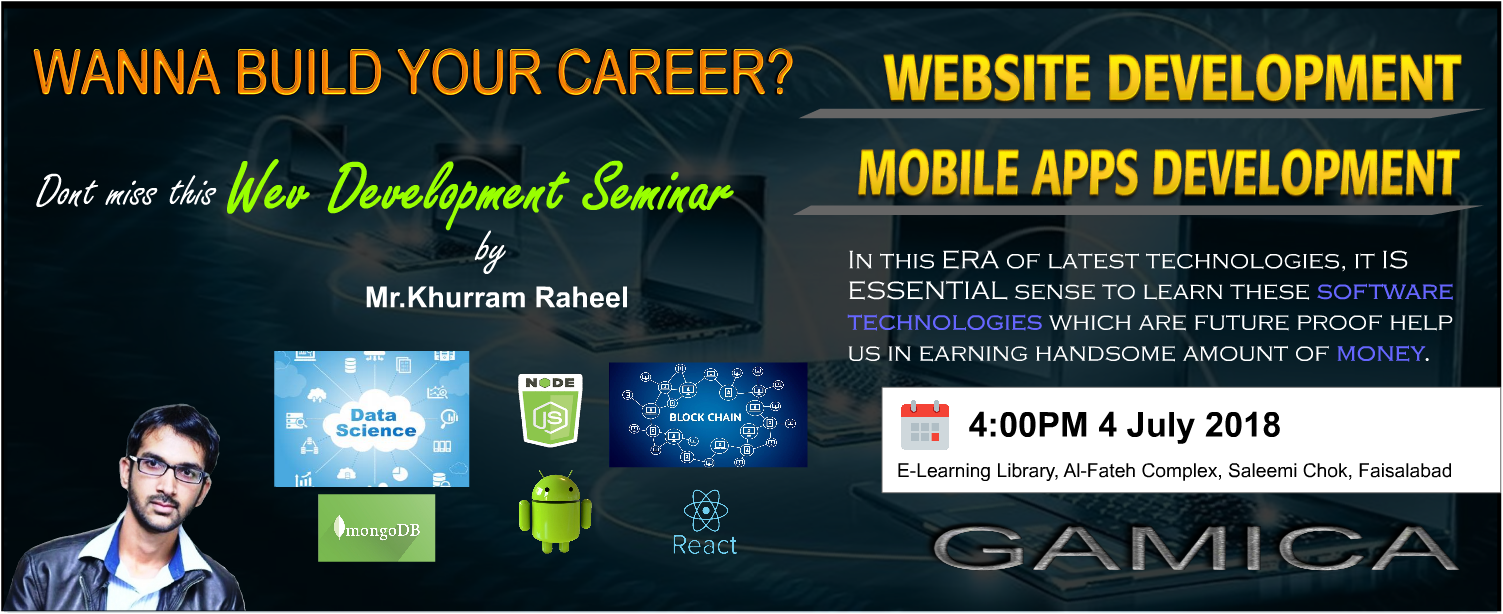 WANNA BUILD YOUR CAREER?
Dont miss this Wev Development Seminar
by
Mr.Khurram Raheel
Data
Science
NODE
JS
BLOCK CHAIN
mongoDB
React
WEBSITE DEVELOPMENT
MOBILE APPS DEVELOPMENT
IN THIS ERA OF LATEST TECHNOLOGIES, IT IS
ESSENTIAL SENSE TO LEARN THESE SOFTWARE
TECHNOLOGIES WHICH ARE FUTURE PROOF HELP
US IN EARNING HANDSOME AMOUNT OF MONEY.
4:00PM 4 July 2018
E-Learning Library, Al-Fateh Complex, Saleemi Chok, Faisalabad
GAMICA